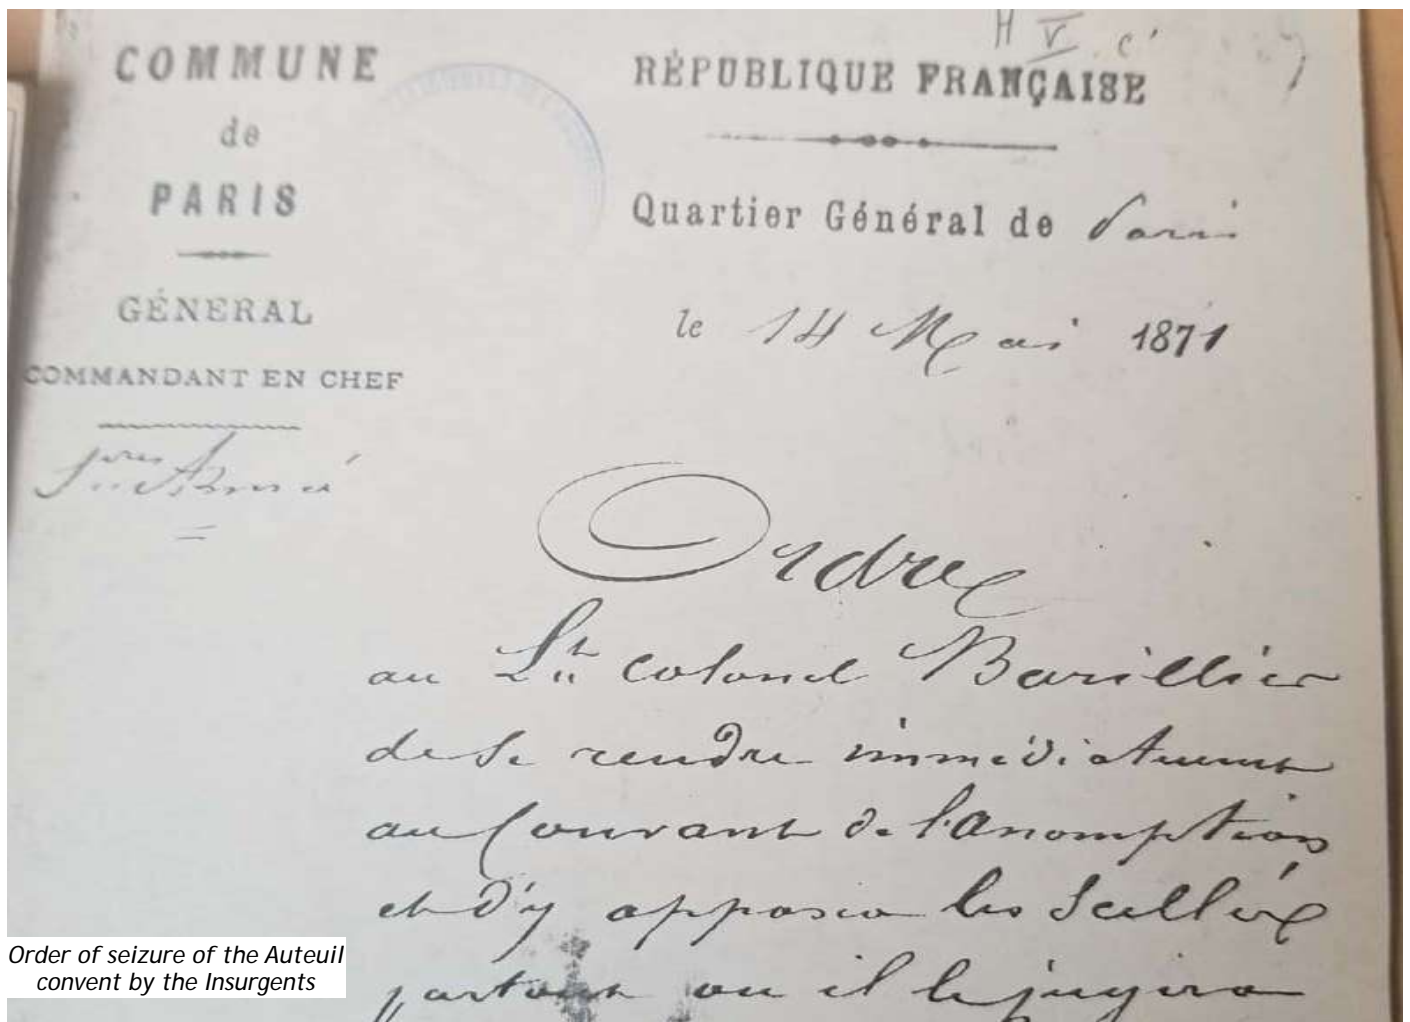 H V c'
COMMUNE
de
PARIS
GÉNERAL
COMMANDANT EN CHEF
RÉPUBLIQUE FRANÇAISE
Quartier Général de Paris
le 14 Mai 1871
Ordre
au Lt. Colonel Barillier
de se rendre immédiatement
au Couvant de l'Assomption
et d'y apposer les Scellés
partout ou il le jugera
Order of seizure of the Auteuil
convent by the Insurgents